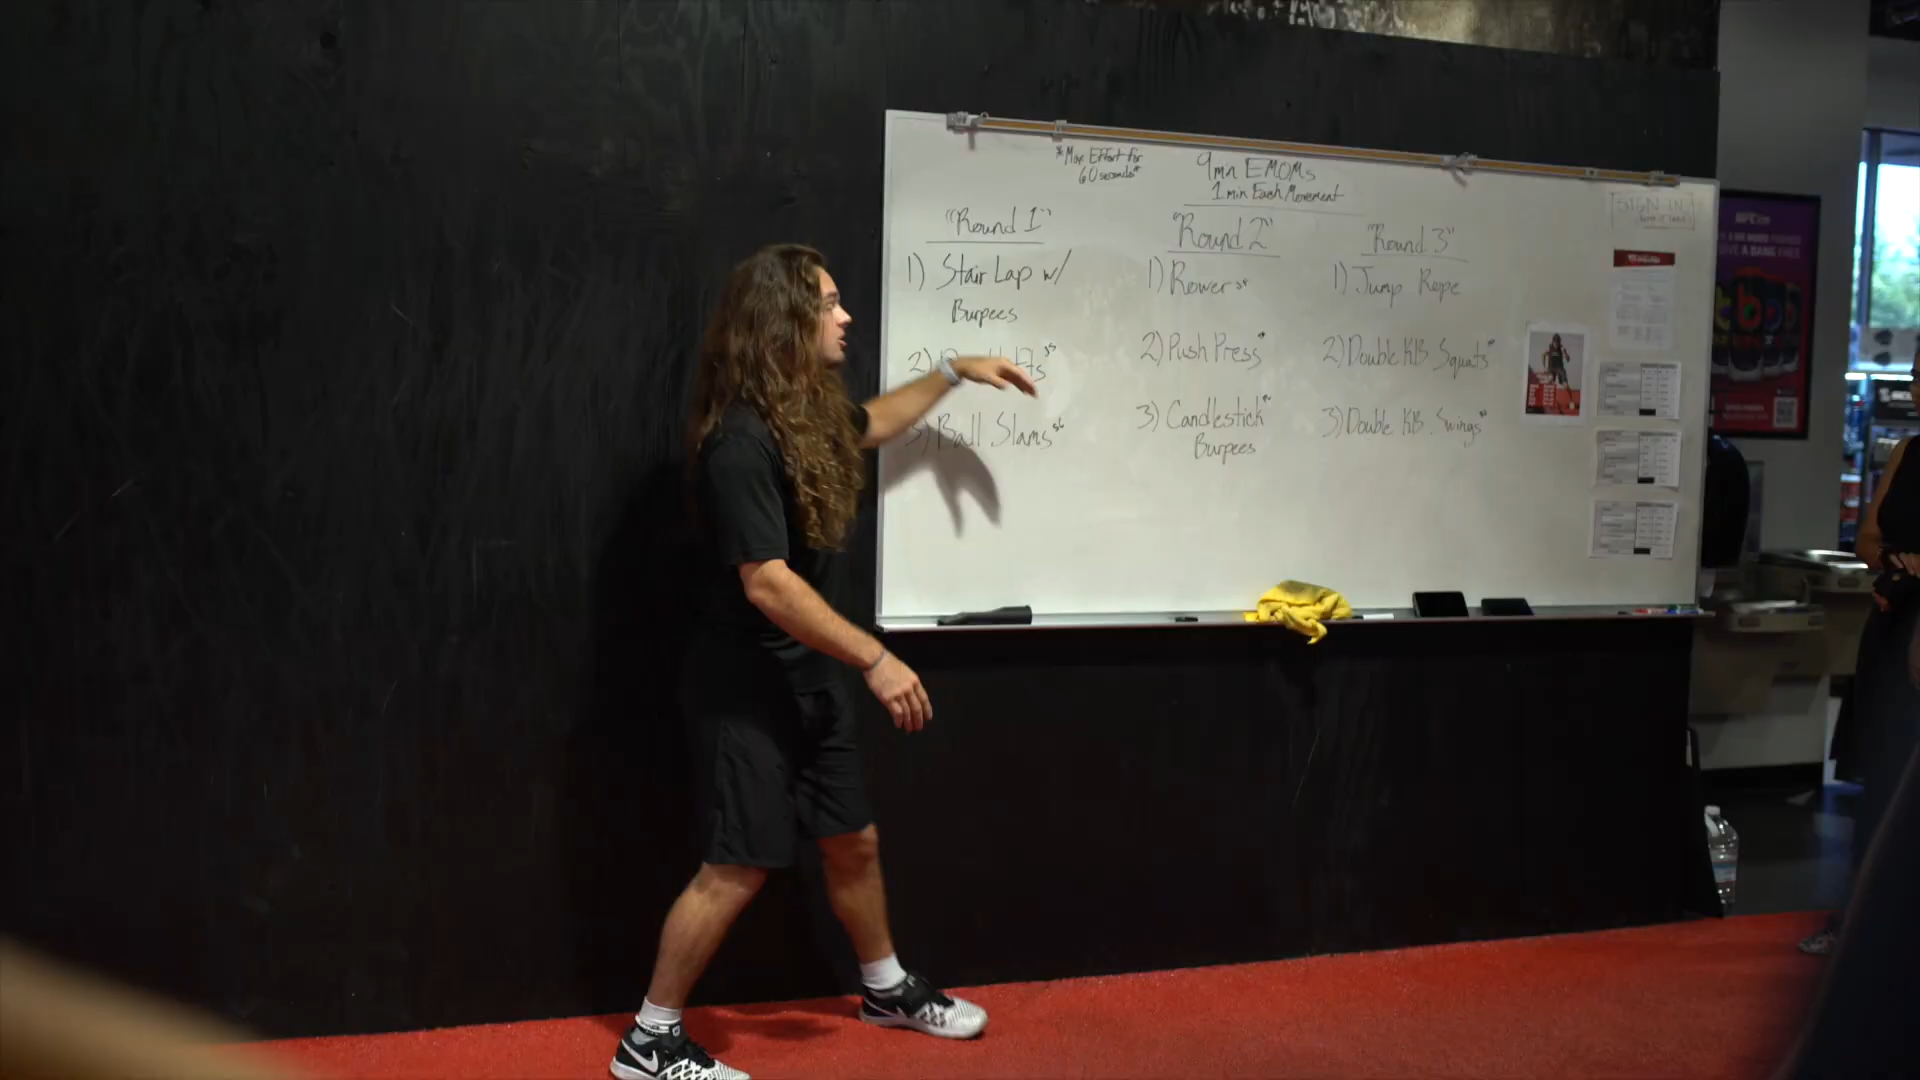 *Max Effort for
60 seconds*
9min EMOMs
1 min Each Movement
"Round 1"
1) Stair Lap w/
Burpees
2)
3) Ball Slams
"Round 2"
1) Rower
2) Push Press*
3) Candlestick
Burpees
"Round 3"
1) Jump Rope
2) Double KB Squats*
3) Double KB Swings*
SIGN IN